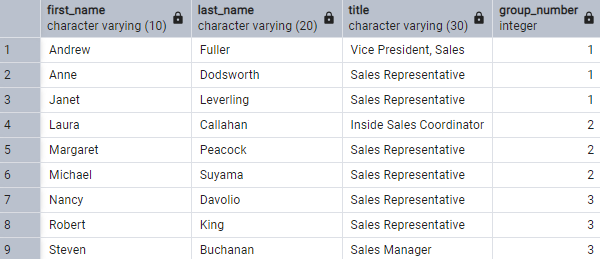 first_name last_name title group_number
character varying (10) character varying (20) character varying (30) integer
1 Andrew Fuller Vice President, Sales 1
2 Anne Dodsworth Sales Representative 1
3 Janet Leverling Sales Representative 1
4 Laura Callahan Inside Sales Coordinator 2
5 Margaret Peacock Sales Representative 2
6 Michael Suyama Sales Representative 2
7 Nancy Davolio Sales Representative 3
8 Robert King Sales Representative 3
9 Steven Buchanan Sales Manager 3